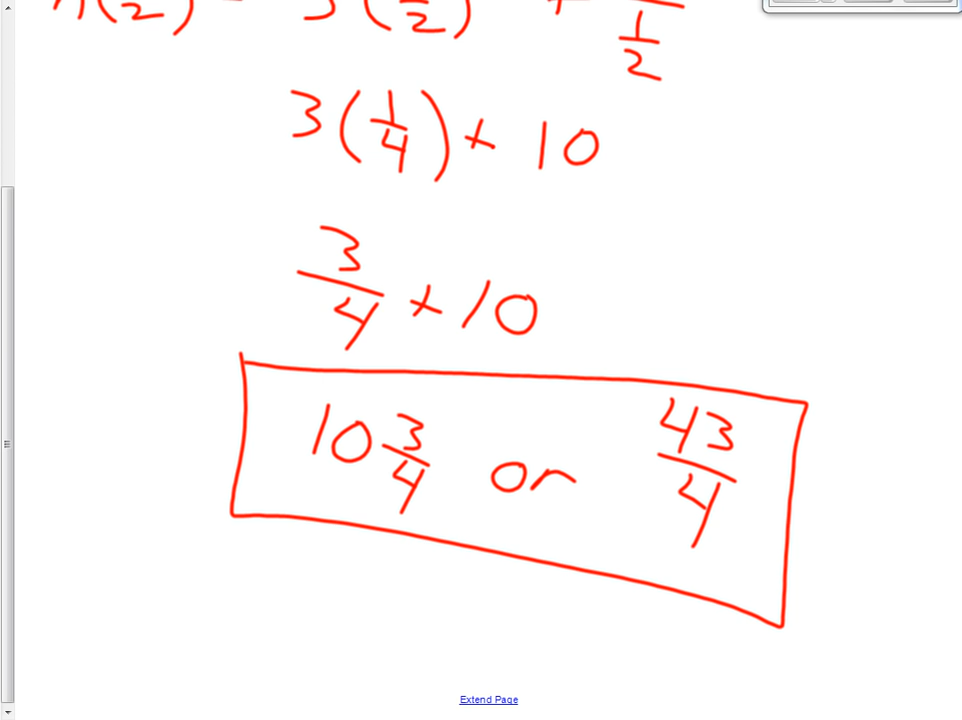 3(1/4) + 10
3/4 + 10
10 3/4 or 43/4
Extend Page